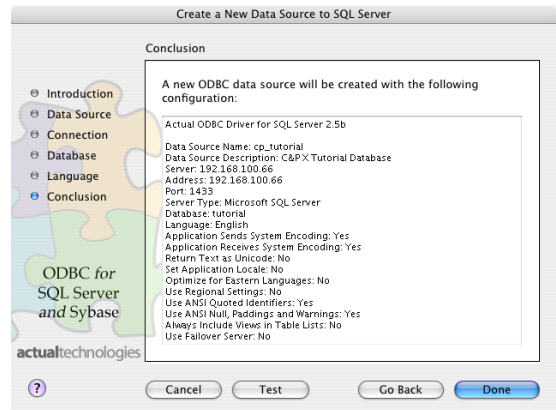 Create a New Data Source to SQL Server
Conclusion
Introduction
Data Source
Connection
Database
Language
Conclusion
ODBC for
SQL Server
and Sybase
actualtechnologies
A new ODBC data source will be created with the following
configuration:
Actual ODBC Driver for SQL Server 2.5b
Data Source Name: cp_tutorial
Data Source Description: C&PX Tutorial Database
Server: 192.168.100.66
Address: 192.168.100.66
Port: 1433
Server Type: Microsoft SQL Server
Database: tutorial
Language: English
Application Sends System Encoding: Yes
Application Receives System Encoding: Yes
Return Text as Unicode: No
Set Application Locale: No
Optimize for Eastern Languages: No
Use Regional Settings: No
Use ANSI Quoted Identifiers: Yes
Use ANSI Null, Paddings and Warnings: Yes
Always Include Views in Table Lists: No
Use Failover Server: No
?
Cancel
Test
Go Back
Done